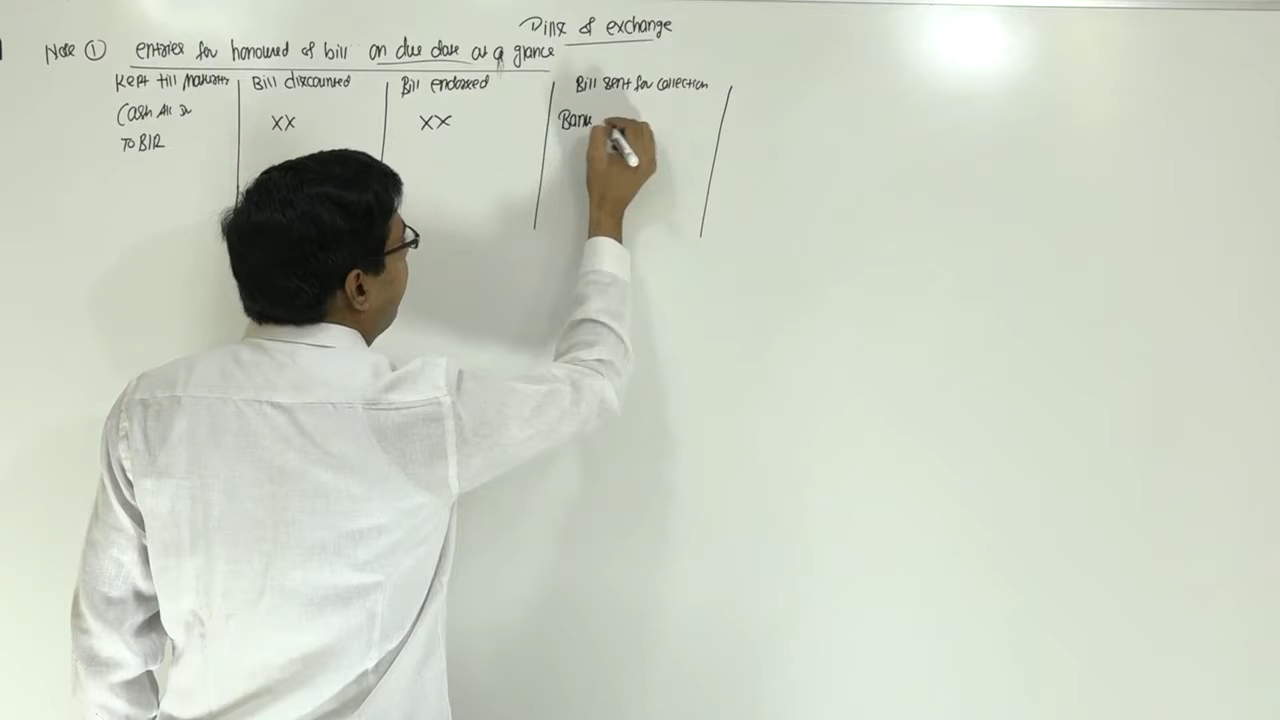 Bills of exchange
Note ① entries for honoured of bill on due date at a glance
Kept till maturity Bill discounted Bill endorsed Bill sent for collection
Cash A/c Dr XX XX Bank
To B/R